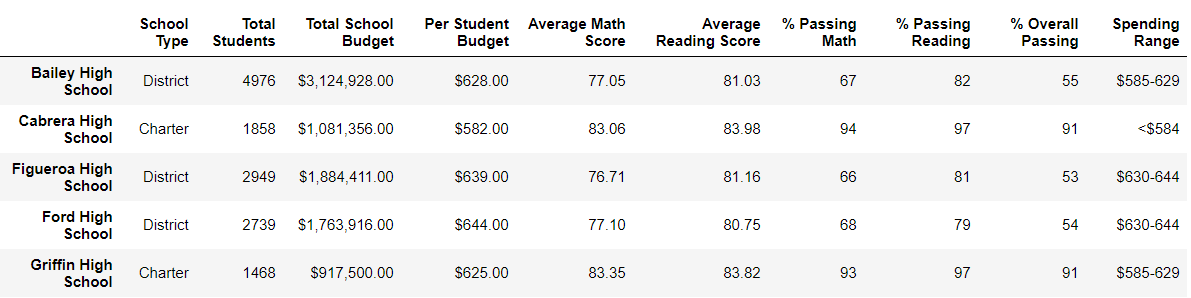 School Type Total Students Total School Budget Per Student Budget Average Math Score Average Reading Score % Passing Math % Passing Reading % Overall Passing Spending Range
Bailey High School District 4976 $3,124,928.00 $628.00 77.05 81.03 67 82 55 $585-629
Cabrera High School Charter 1858 $1,081,356.00 $582.00 83.06 83.98 94 97 91 <$584
Figueroa High School District 2949 $1,884,411.00 $639.00 76.71 81.16 66 81 53 $630-644
Ford High School District 2739 $1,763,916.00 $644.00 77.10 80.75 68 79 54 $630-644
Griffin High School Charter 1468 $917,500.00 $625.00 83.35 83.82 93 97 91 $585-629